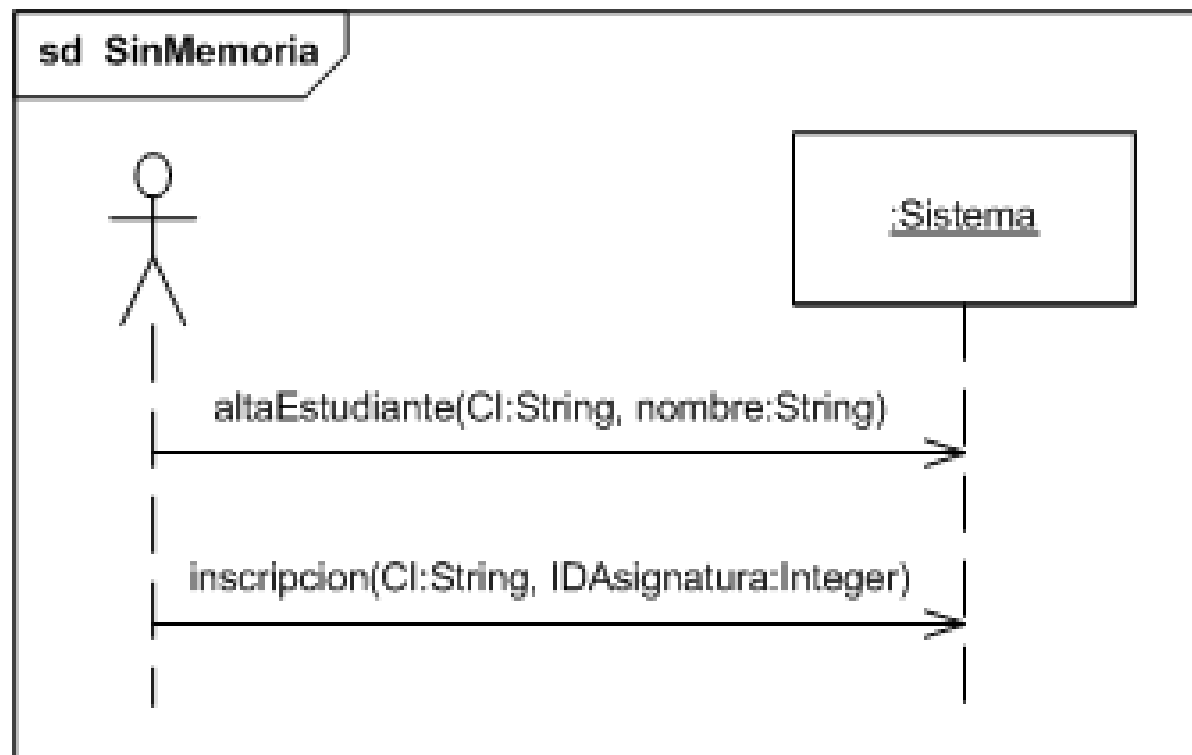 sd SinMemoria
:Sistema
altaEstudiante(CI:String, nombre:String)
inscripcion(CI:String, IDAsignatura:Integer)